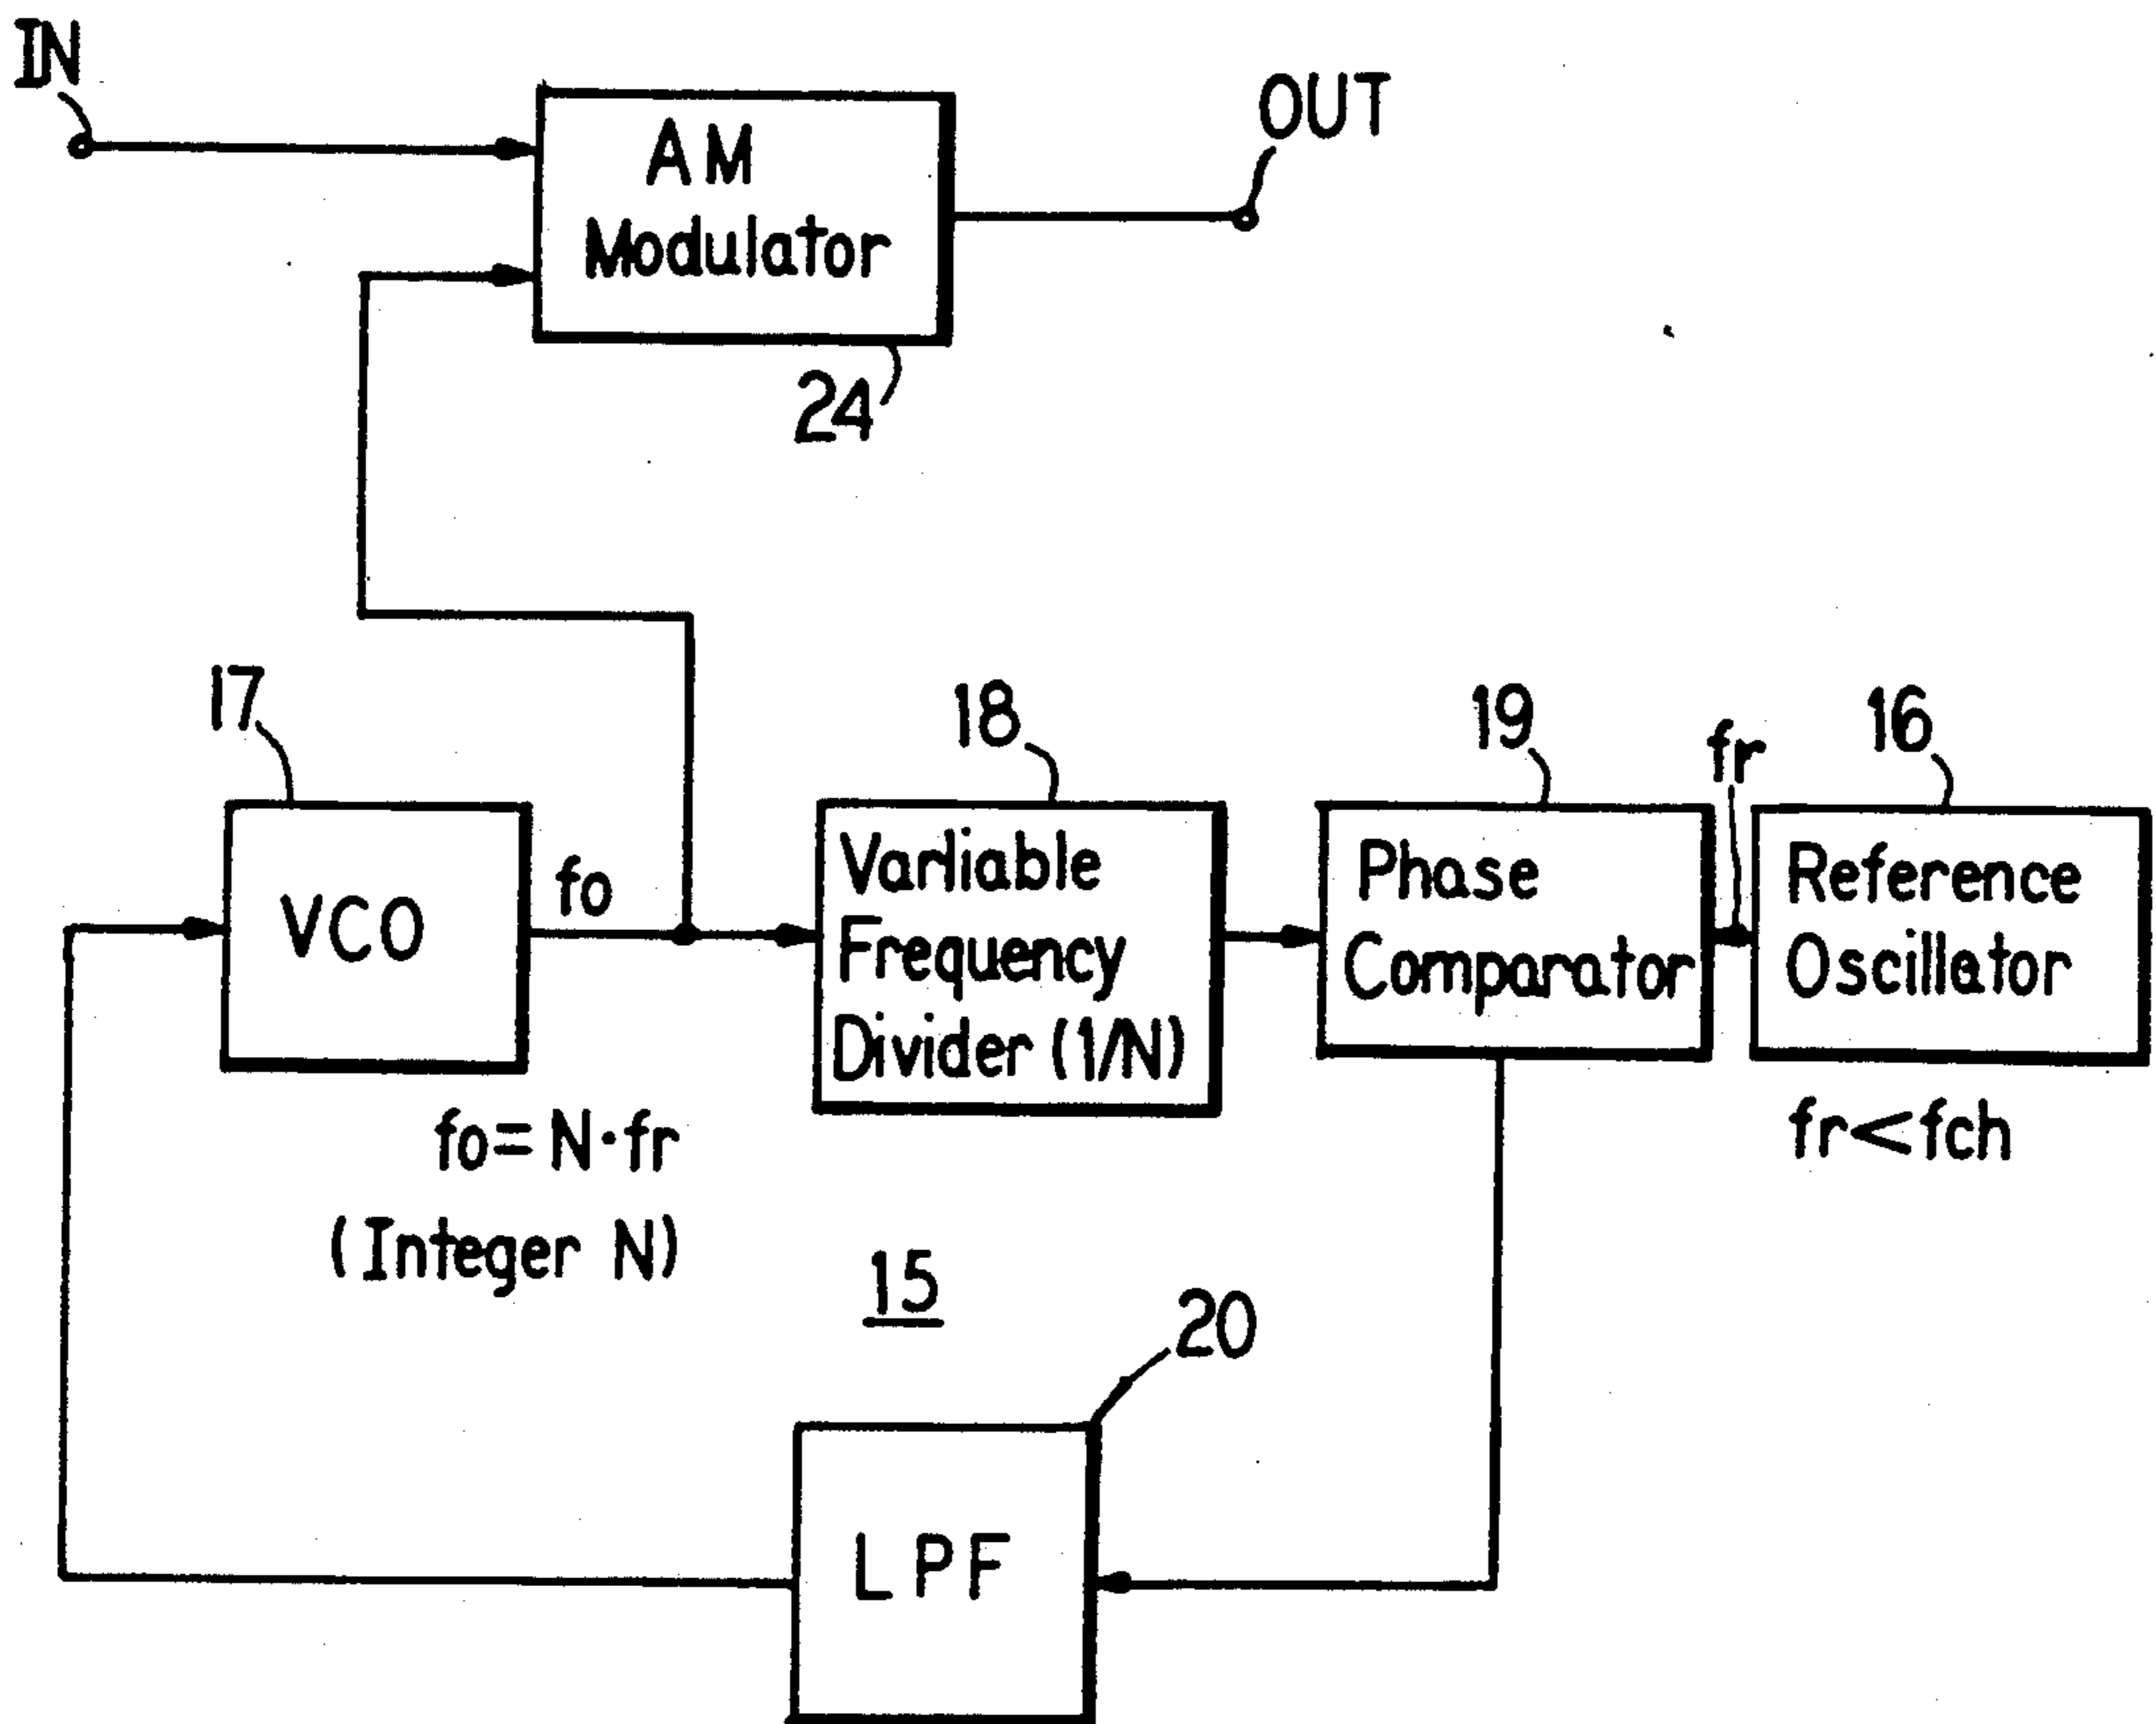 IN
OUT
AM
Modulator
24
17
18
19
fr
16
VCO
fo
Varliable
Frequency
Divider (1/N)
Phase
Comparator
Reference
Oscillator
fo=N·fr
(Integer N)
fr<fch
15
20
LPF